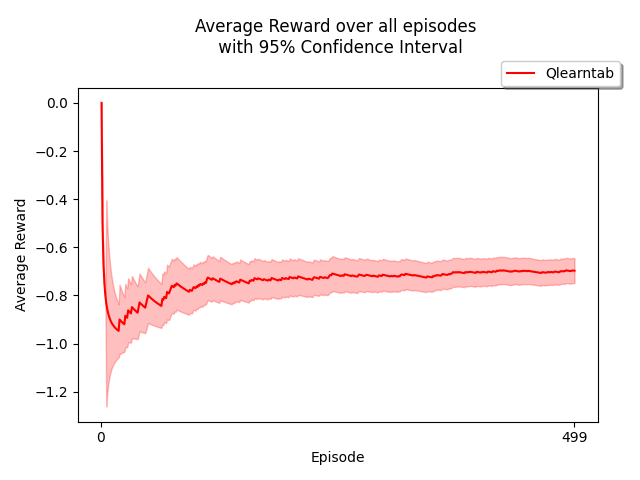 Average Reward over all episodes
with 95% Confidence Interval
Qlearntab
0.0
−0.2
−0.4
−0.6
−0.8
−1.0
−1.2
Average Reward
0
499
Episode